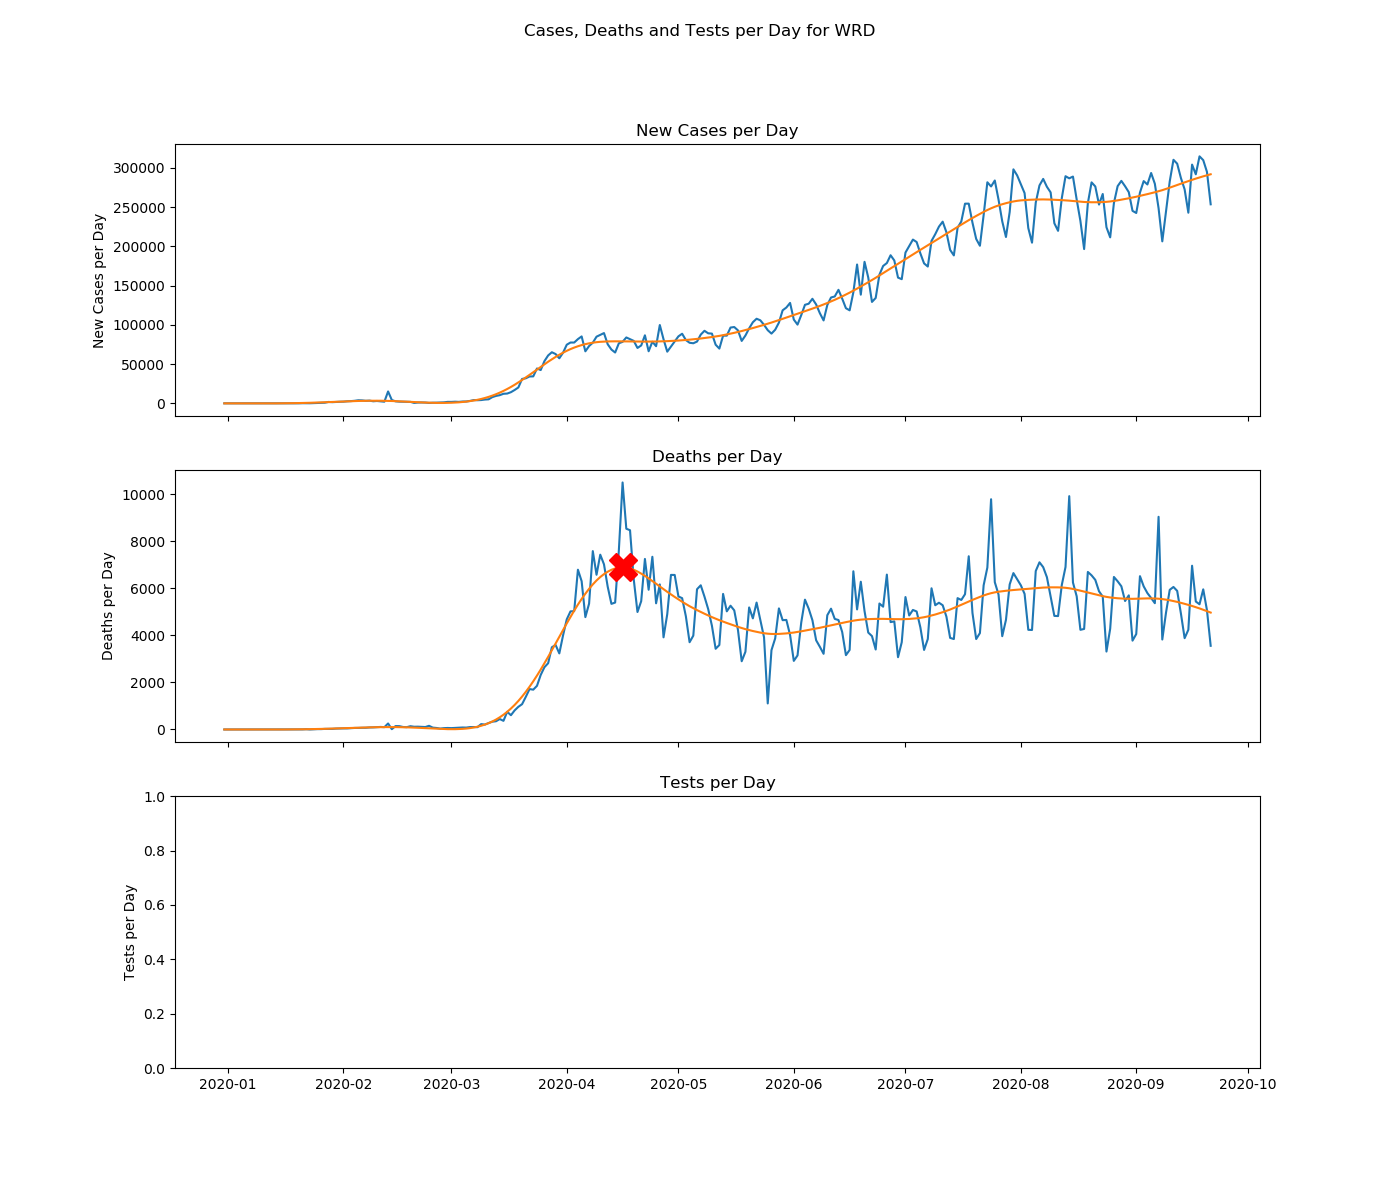 Cases, Deaths and Tests per Day for WRD
New Cases per Day
300000
250000
200000
150000
100000
50000
0
New Cases per Day
Deaths per Day
10000
8000
6000
4000
2000
0
Deaths per Day
Tests per Day
1.0
0.8
0.6
0.4
0.2
0.0
Tests per Day
2020-01 2020-02 2020-03 2020-04 2020-05 2020-06 2020-07 2020-08 2020-09 2020-10